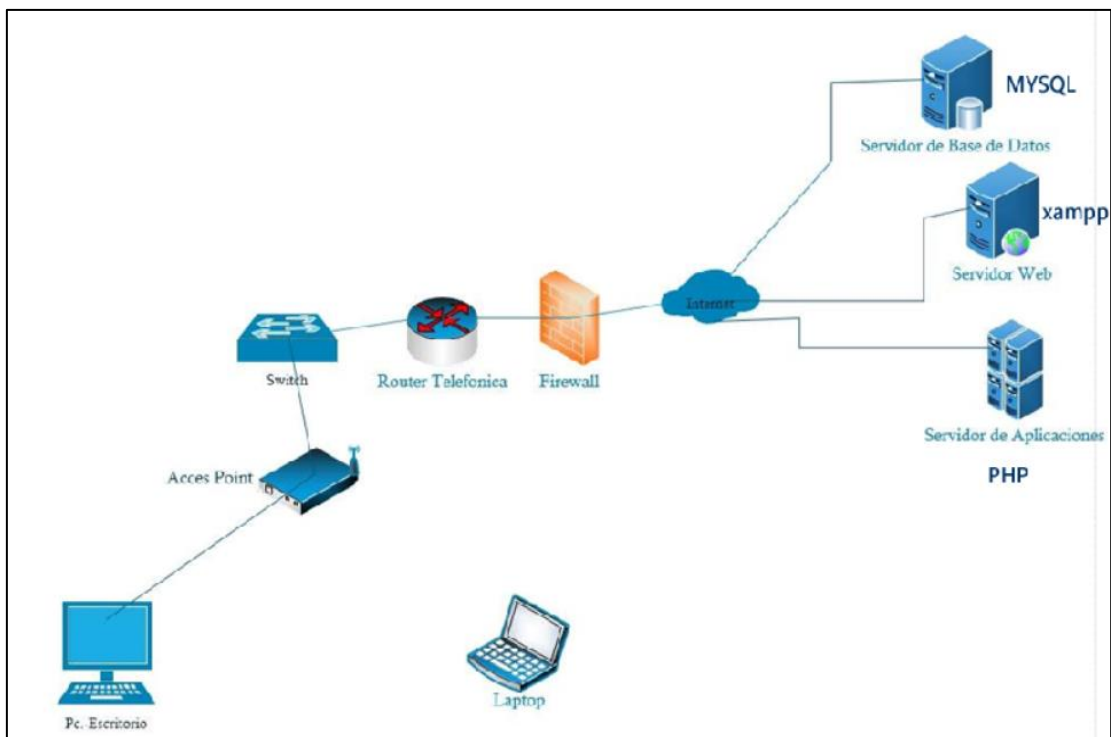 MYSQL
Servidor de Base de Datos
xampp
Servidor Web
Internet
Switch
Router Telefonica
Firewall
Servidor de Aplicaciones
PHP
Acces Point
Laptop
Pc. Escritorio